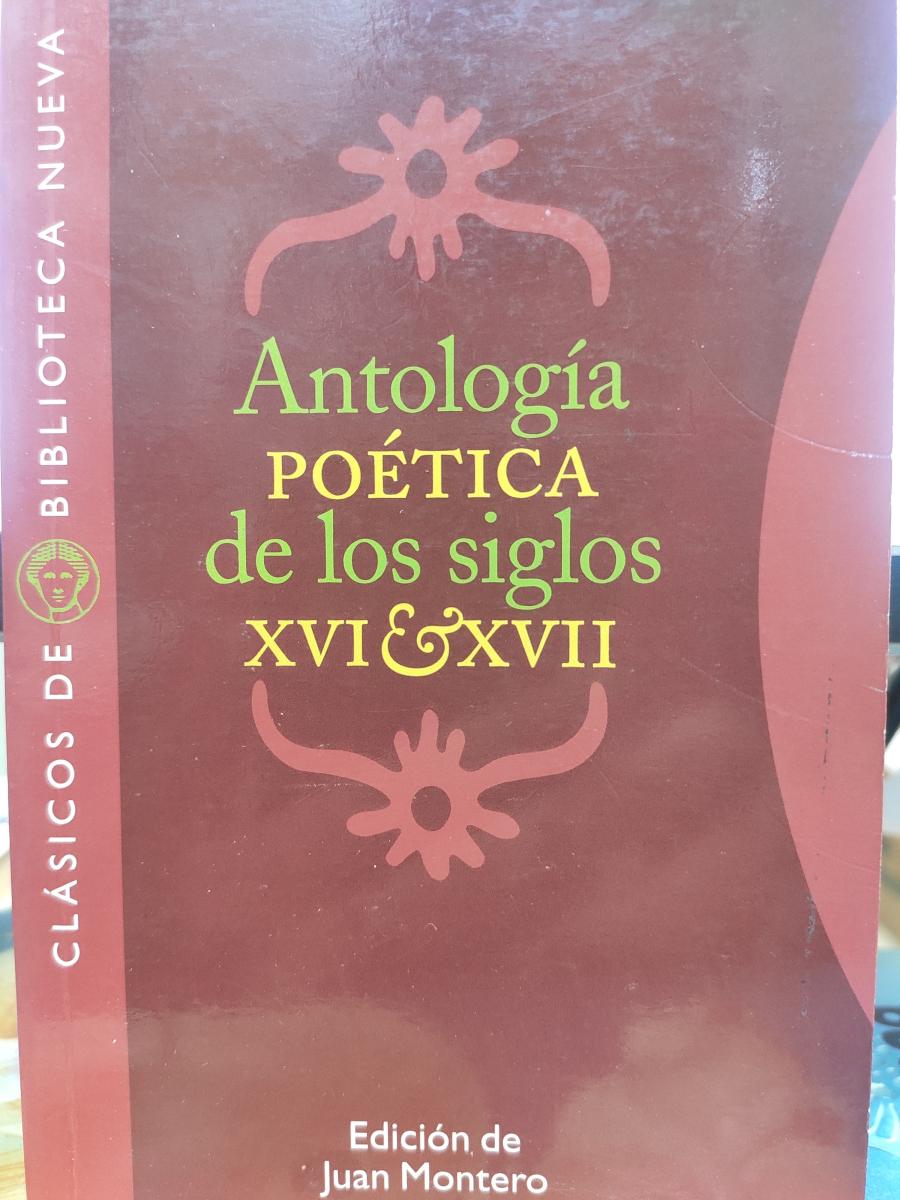 CLÁSICOS DE BIBLIOTECA NUEVA
Antología
POÉTICA
de los siglos
XVI & XVII
Edición de
Juan Montero